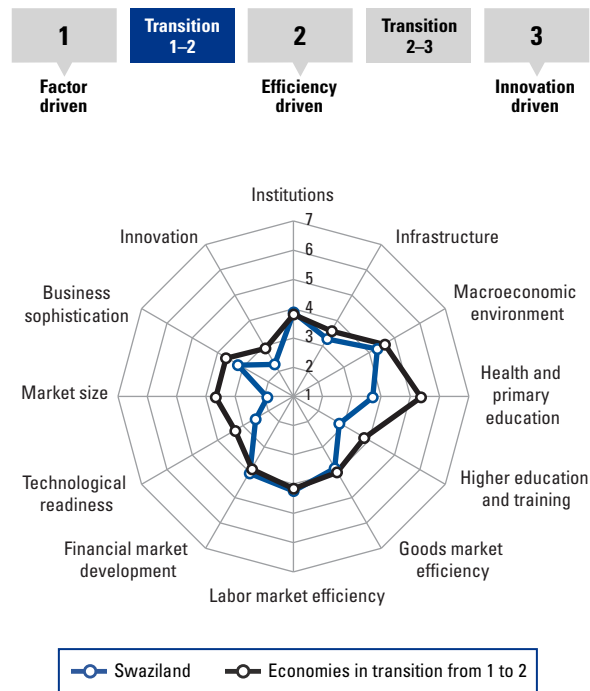 1
Transition
1–2
2
Transition
2–3
3
Factor
driven
Efficiency
driven
Innovation
driven
Institutions
7
Innovation
Infrastructure
6
5
Business
sophistication
Macroeconomic
environment
4
3
2
Market size
1
Health and
primary
education
Technological
readiness
Higher education
and training
Financial market
development
Goods market
efficiency
Labor market efficiency
Swaziland
Economies in transition from 1 to 2